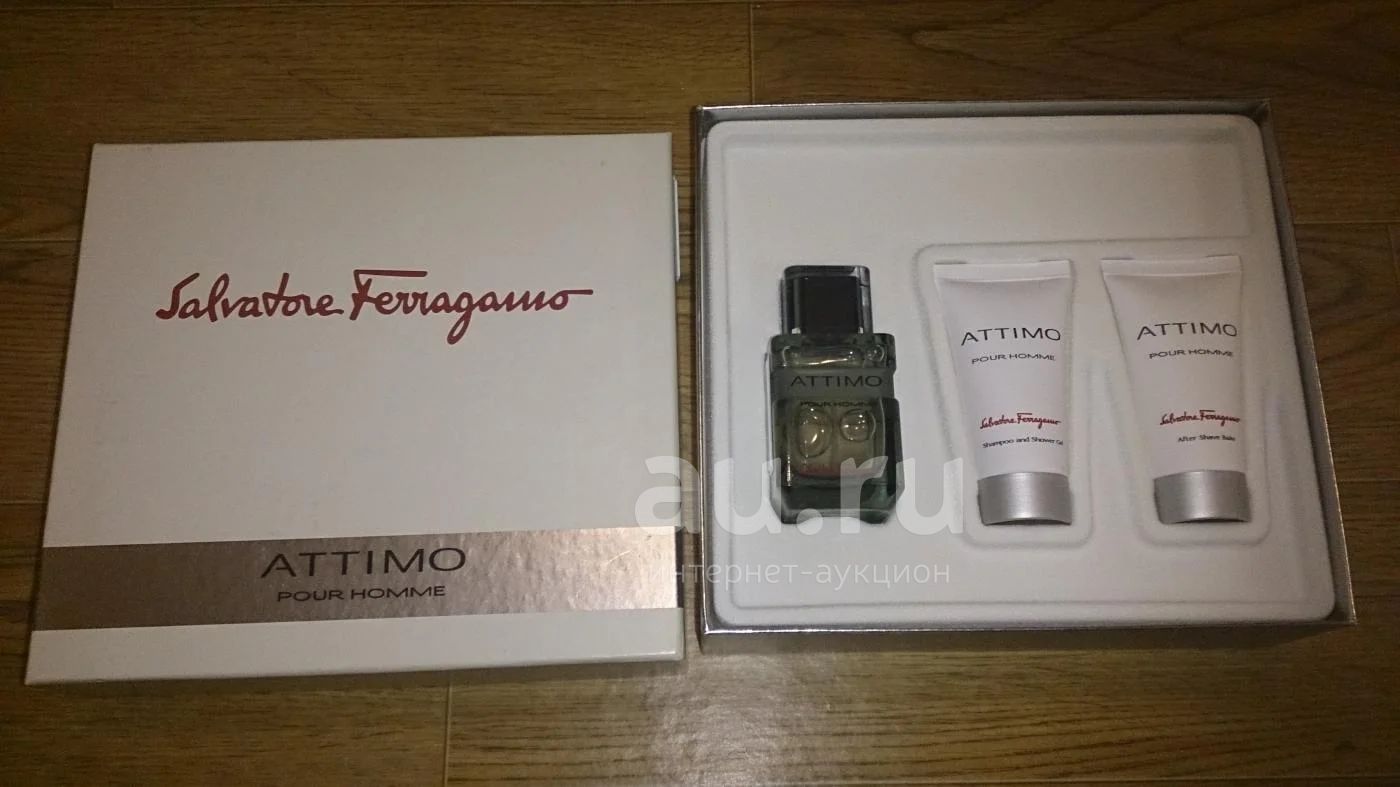 Salvatore Ferragamo
ATTIMO
POUR HOMME
ATTIMO
POUR HOMME
ATTIMO
POUR HOMME
Salvatore Ferragamo
Shampoo and Shower Gel
ATTIMO
POUR HOMME
Salvatore Ferragamo
After Shave Balm
au.ru
интернет-аукцион